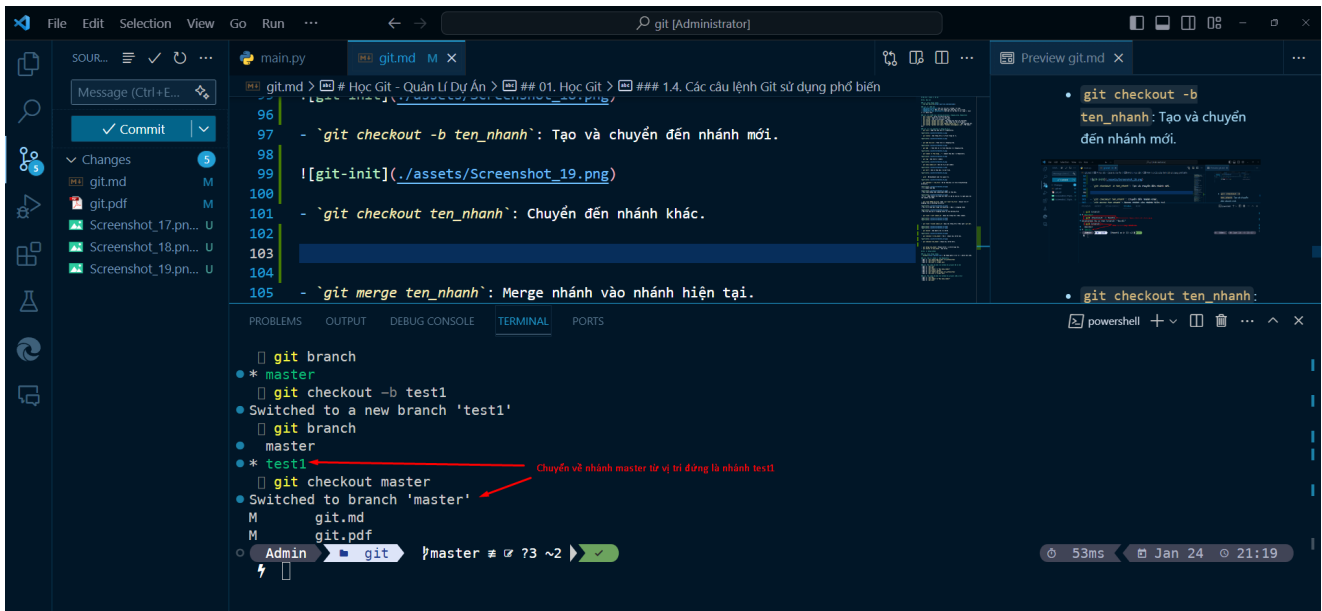 File Edit Selection View Go Run ··· git [Administrator]
SOUR... ···
main.py
git.md M
Preview git.md
git.md > # Học Git - Quản Lí Dự Án > ## 01. Học Git > ### 1.4. Các câu lệnh Git sử dụng phổ biến
Message (Ctrl+E...
Commit
Changes 5
git.md M
git.pdf M
Screenshot_17.pn... U
Screenshot_18.pn... U
Screenshot_19.pn... U
5
95 ![git-init](./assets/Screenshot_18.png)
96
97 - `git checkout -b ten_nhanh`: Tạo và chuyển đến nhánh mới.
98
99 ![git-init](./assets/Screenshot_19.png)
100
101 - `git checkout ten_nhanh`: Chuyển đến nhánh khác.
102
103
104
105 - `git merge ten_nhanh`: Merge nhánh vào nhánh hiện tại.
• git checkout -b
ten_nhanh: Tạo và chuyển
đến nhánh mới.
• git checkout ten_nhanh:
PROBLEMS OUTPUT DEBUG CONSOLE TERMINAL PORTS
powershell
git branch
* master
git checkout -b test1
Switched to a new branch 'test1'
git branch
master
* test1
Chuyển về nhánh master từ vị trí đứng là nhánh test1
git checkout master
Switched to branch 'master'
M git.md
M git.pdf
Admin git master ≢ ?3 ~2 ✓
53ms Jan 24 21:19